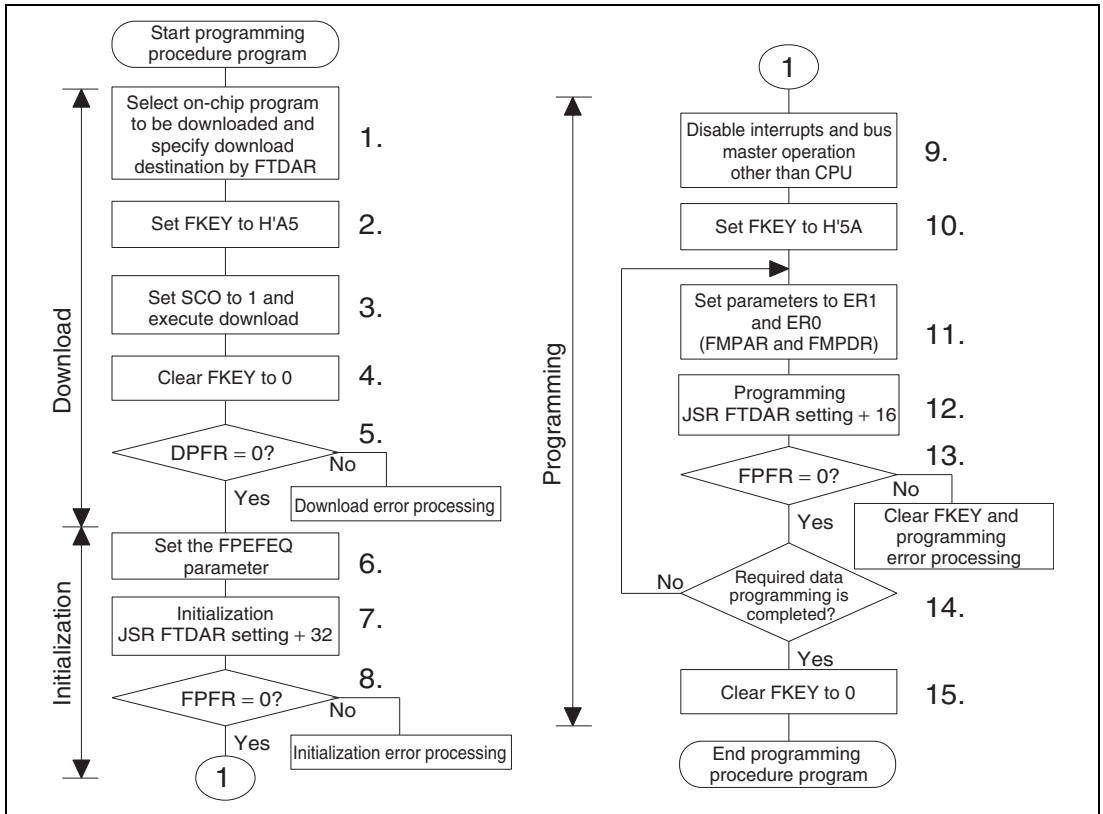 Start programming
procedure program
Select on-chip program
to be downloaded and
specify download
destination by FTDAR
1.
Set FKEY to H'A5
2.
Set SCO to 1 and
execute download
3.
Clear FKEY to 0
4.
5.
DPFR = 0?
No
Yes
Download error processing
Download
Set the FPEFEQ
parameter
6.
Initialization
JSR FTDAR setting + 32
7.
8.
FPFR = 0?
No
Yes
Initialization error processing
Initialization
1
1
Disable interrupts and bus
master operation
other than CPU
9.
Set FKEY to H'5A
10.
Set parameters to ER1
and ER0
(FMPAR and FMPDR)
11.
Programming
JSR FTDAR setting + 16
12.
13.
FPFR = 0?
No
Yes
Clear FKEY and
programming
error processing
No
Required data
programming is
completed?
14.
Yes
Clear FKEY to 0
15.
Programming
End programming
procedure program